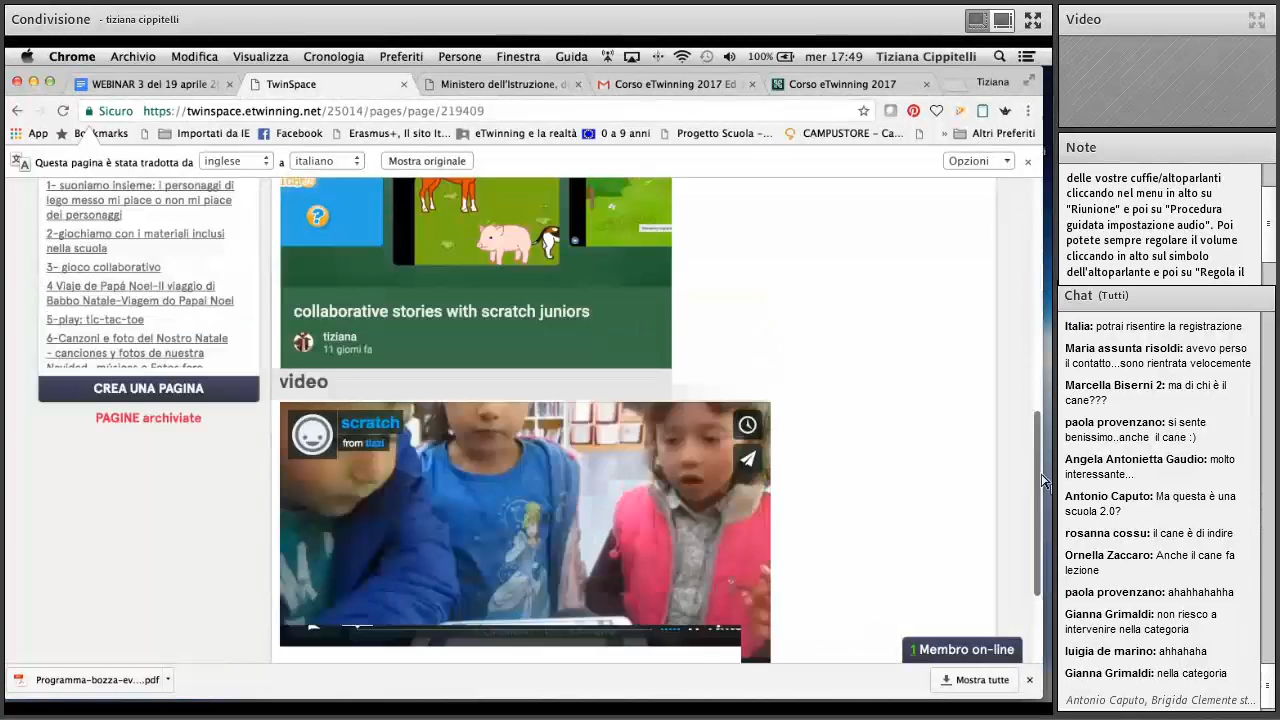 Condivisione - tiziana cippitelli
Chrome Archivio Modifica Visualizza Cronologia Preferiti Persone Finestra Guida 100% mer 17:49 Tiziana Cippitelli
WEBINAR 3 del 19 aprile 2 TwinSpace Ministero dell'Istruzione, d Corso eTwinning 2017 Ed Corso eTwinning 2017 Tiziana
Sicuro https://twinspace.etwinning.net/25014/pages/page/219409
App Bookmarks Importati da IE Facebook Erasmus+, Il sito It... eTwinning e la realtà 0 a 9 anni Progetto Scuola -... CAMPUSTORE - Ca... » Altri Preferiti
Questa pagina è stata tradotta da inglese a italiano Mostra originale Opzioni
1- suoniamo insieme: i personaggi di
lego messo mi piace o non mi piace
dei personaggi
2-giochiamo con i materiali inclusi
nella scuola
3- gioco collaborativo
4 Viaje de Papá Noel-Il viaggio di
Babbo Natale-Viagem do Papai Noel
5-play: tic-tac-toe
6-Canzoni e foto del Nostro Natale
- canciones y fotos de nuestra
CREA UNA PAGINA
PAGINE archiviate
?
collaborative stories with scratch juniors
tiziana
11 giorni fa
video
scratch
from tizzi
1 Membro on-line
Programma-bozza-ev....pdf
Mostra tutte
Video
Note
delle vostre cuffie/altoparlanti
cliccando nel menu in alto su
"Riunione" e poi su "Procedura
guidata impostazione audio". Poi
potete sempre regolare il volume
cliccando in alto sul simbolo
dell'altoparlante e poi su "Regola il
Chat (Tutti)
Italia: potrai risentire la registrazione
Maria assunta risoldi: avevo perso
il contatto...sono rientrata velocemente
Marcella Biserni 2: ma di chi è il
cane???
paola provenzano: si sente
benissimo..anche il cane :)
Angela Antonietta Gaudio: molto
interessante...
Antonio Caputo: Ma questa è una
scuola 2.0?
rosanna cossu: il cane è di indire
Ornella Zaccaro: Anche il cane fa
lezione
paola provenzano: ahahhahahha
Gianna Grimaldi: non riesco a
intervenire nella categoria
luigia de marino: ahhahaha
Gianna Grimaldi: nella categoria
Antonio Caputo, Brigida Clemente st...